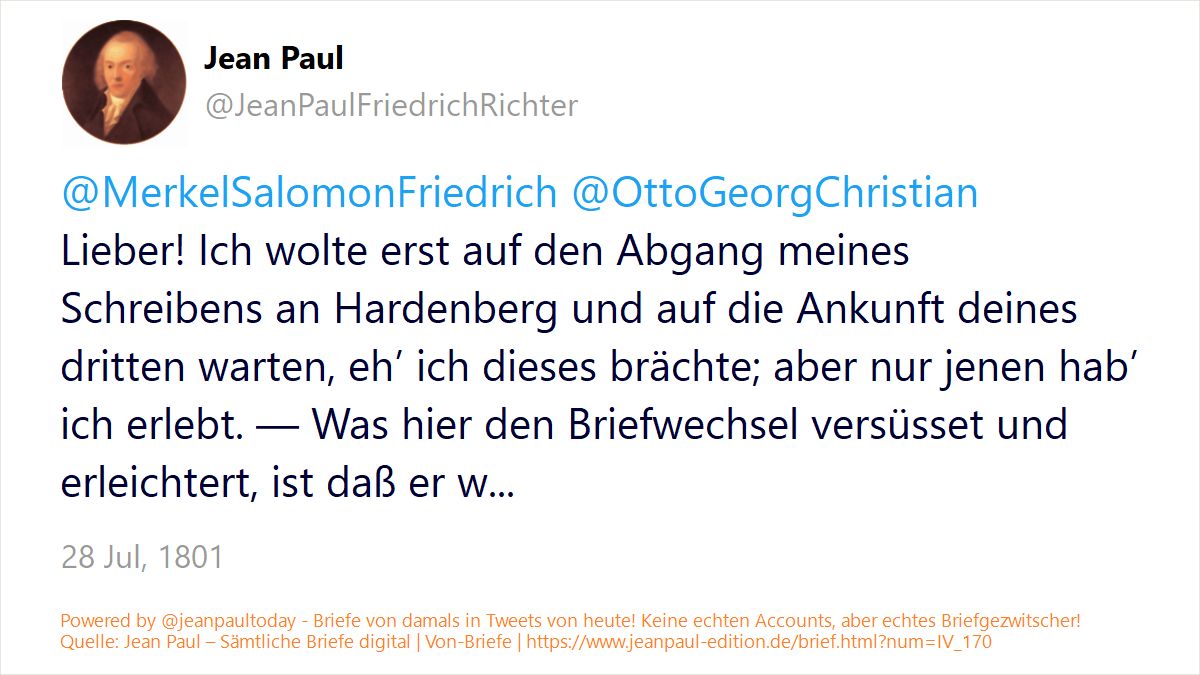 Jean Paul
@JeanPaulFriedrichRichter
@MerkelSalomonFriedrich @OttoGeorgChristian
Lieber! Ich wolte erst auf den Abgang meines
Schreibens an Hardenberg und auf die Ankunft deines
dritten warten, eh’ ich dieses brächte; aber nur jenen hab’
ich erlebt. — Was hier den Briefwechsel versüsset und
erleichtert, ist daß er w...
28 Jul, 1801
Powered by @jeanpaultoday - Briefe von damals in Tweets von heute! Keine echten Accounts, aber echtes Briefgezwitscher!
Quelle: Jean Paul – Sämtliche Briefe digital | Von-Briefe | https://www.jeanpaul-edition.de/brief.html?num=IV_170